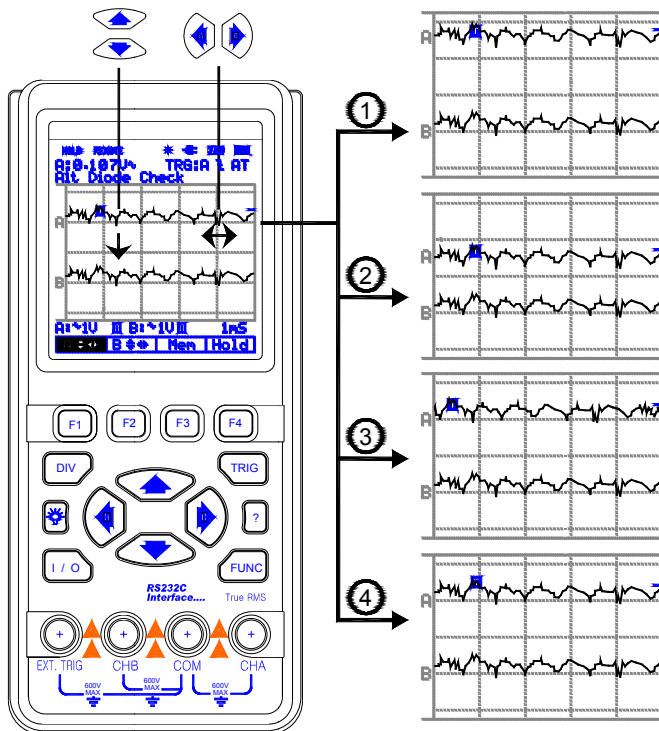 A:0.107V~ TRG:A AT
Alt Diode Check
A
B
A:~1V B:~1V 1mS
B Mem Hold
F1 F2 F3 F4
DIV TRIG
?
I / O FUNC
RS232C
Interface....
True RMS
EXT. TRIG CHB COM CHA
600V
MAX
600V
MAX
600V
MAX
1
A
B
2
A
B
3
A
B
4
A
B